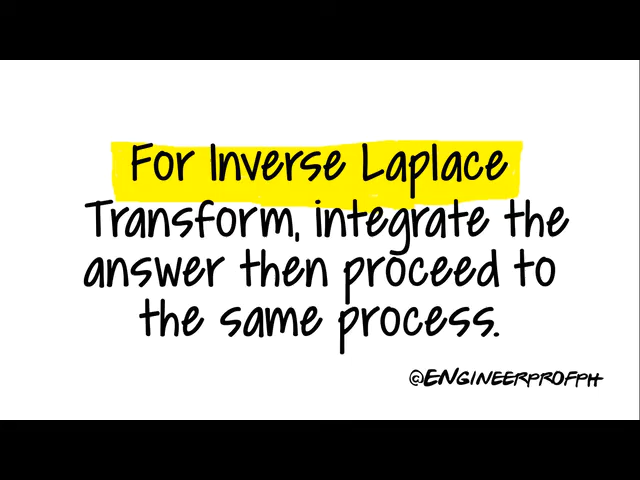 For Inverse Laplace
Transform, integrate the
answer then proceed to
the same process.
@ENGINEERPROFPH